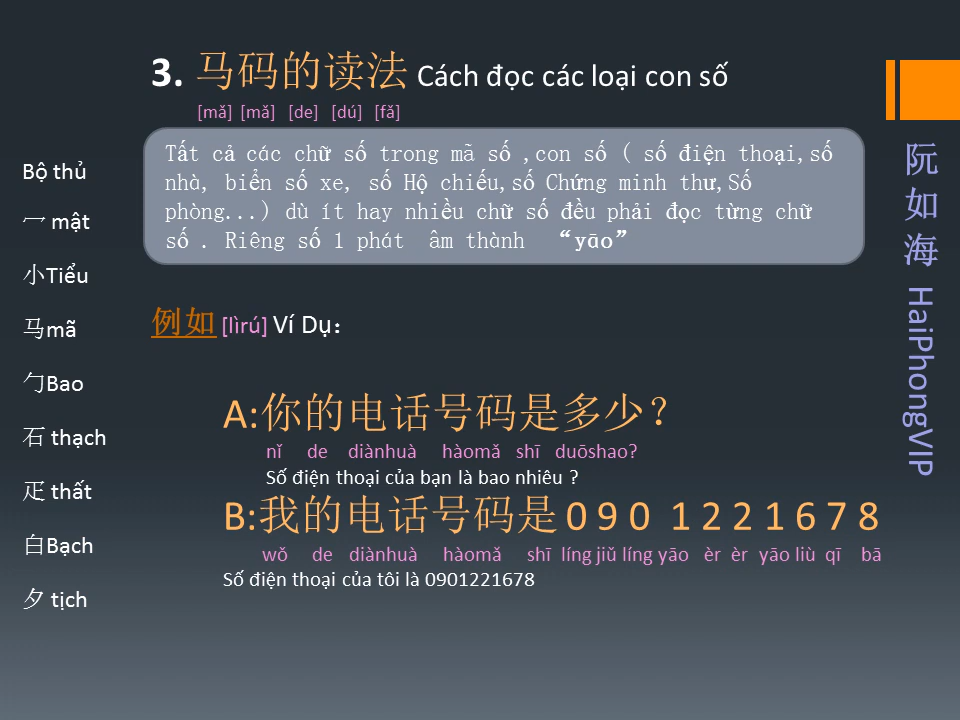 3. 马码的读法 Cách đọc các loại con số
[mǎ] [mǎ] [de] [dú] [fǎ]
Tất cả các chữ số trong mã số ,con số ( số điện thoại,số
nhà, biển số xe, số Hộ chiếu,số Chứng minh thư,Số
phòng...) dù ít hay nhiều chữ số đều phải đọc từng chữ
số . Riêng số 1 phát âm thành “yāo”
Bộ thủ
冖 mật
小Tiểu
马mã
勹Bao
石 thạch
疋 thất
白Bạch
夕 tịch
例如 [lìrú] Ví Dụ：
A:你的电话号码是多少？
nǐ de diànhuà hàomǎ shī duōshao?
Số điện thoại của bạn là bao nhiêu ?
B:我的电话号码是 0 9 0 1 2 2 1 6 7 8
wǒ de diànhuà hàomǎ shī líng jiǔ líng yāo èr èr yāo liù qī bā
Số điện thoại của tôi là 0901221678
阮如海 HaiPhongVIP